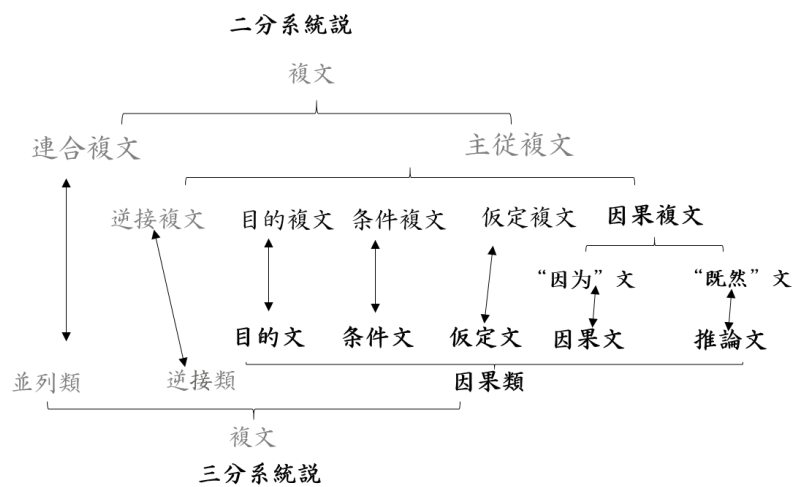 二分系統説
複文
連合複文 主従複文
逆接複文 目的複文 条件複文 仮定複文 因果複文
“因为”文 “既然”文
目的文 条件文 仮定文 因果文 推論文
並列類 逆接類 因果類
複文
三分系統説